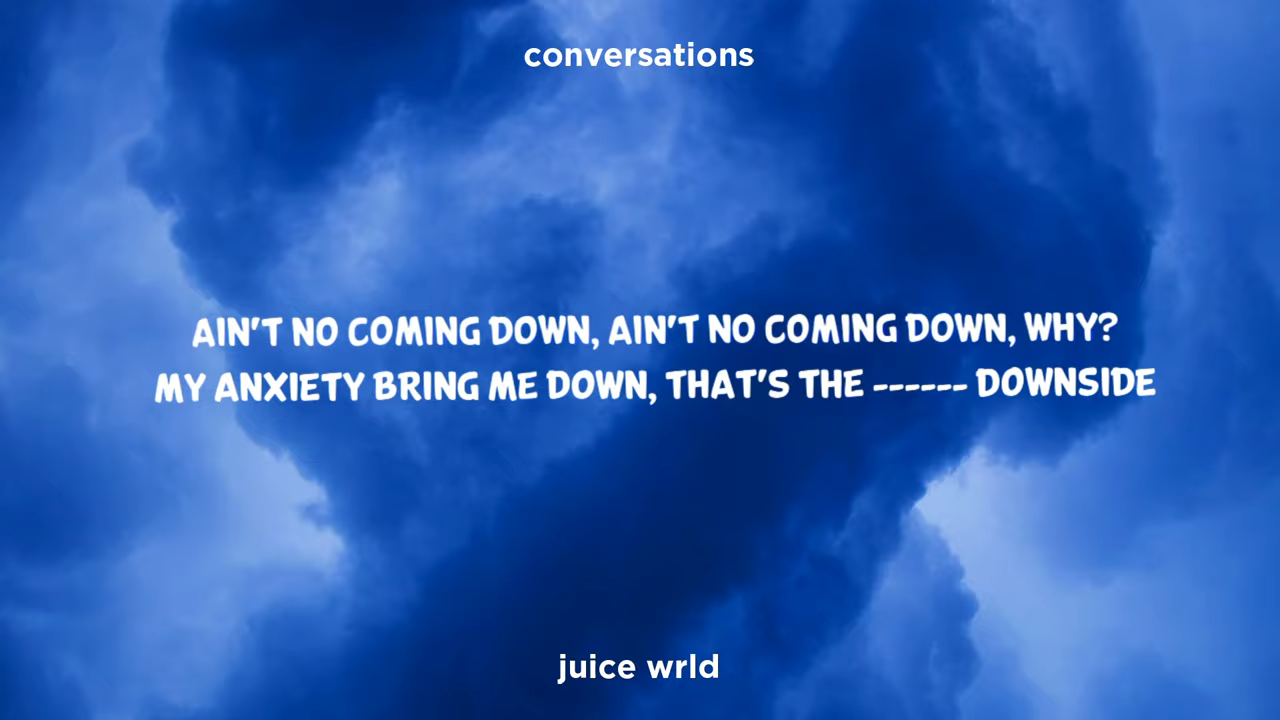 conversations
AIN'T NO COMING DOWN, AIN'T NO COMING DOWN, WHY?
MY ANXIETY BRING ME DOWN, THAT'S THE ------ DOWNSIDE
juice wrld